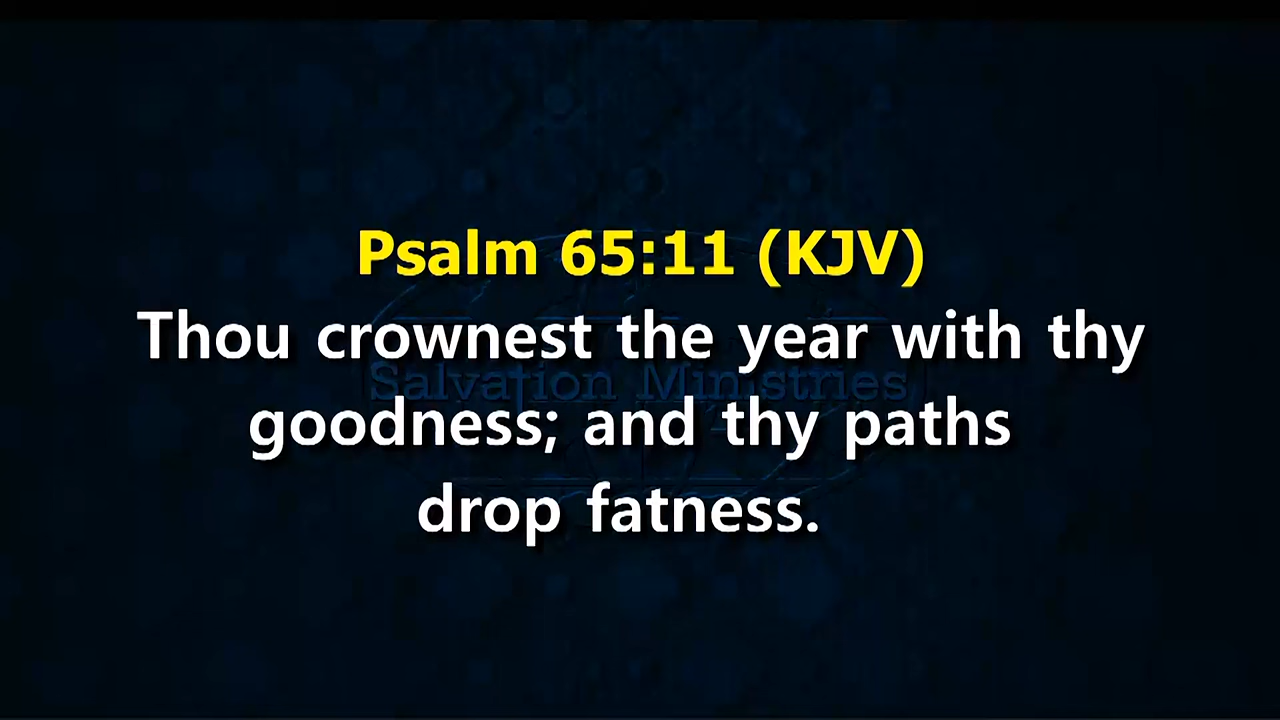 Psalm 65:11 (KJV)
Thou crownest the year with thy
Salvation Ministries
goodness; and thy paths
drop fatness.